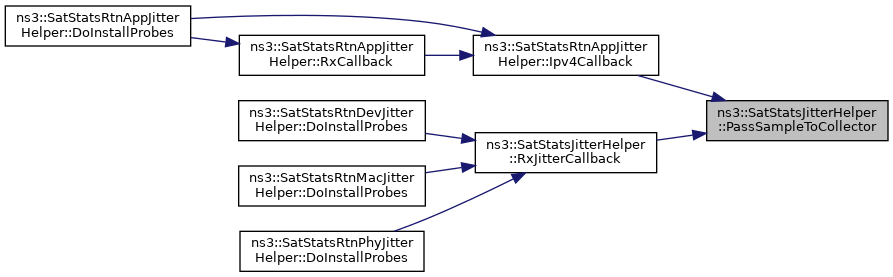 ns3::SatStatsRtnAppJitter
Helper::DoInstallProbes
ns3::SatStatsRtnAppJitter
Helper::RxCallback
ns3::SatStatsRtnAppJitter
Helper::Ipv4Callback
ns3::SatStatsRtnDevJitter
Helper::DoInstallProbes
ns3::SatStatsJitterHelper
::PassSampleToCollector
ns3::SatStatsJitterHelper
::RxJitterCallback
ns3::SatStatsRtnMacJitter
Helper::DoInstallProbes
ns3::SatStatsRtnPhyJitter
Helper::DoInstallProbes